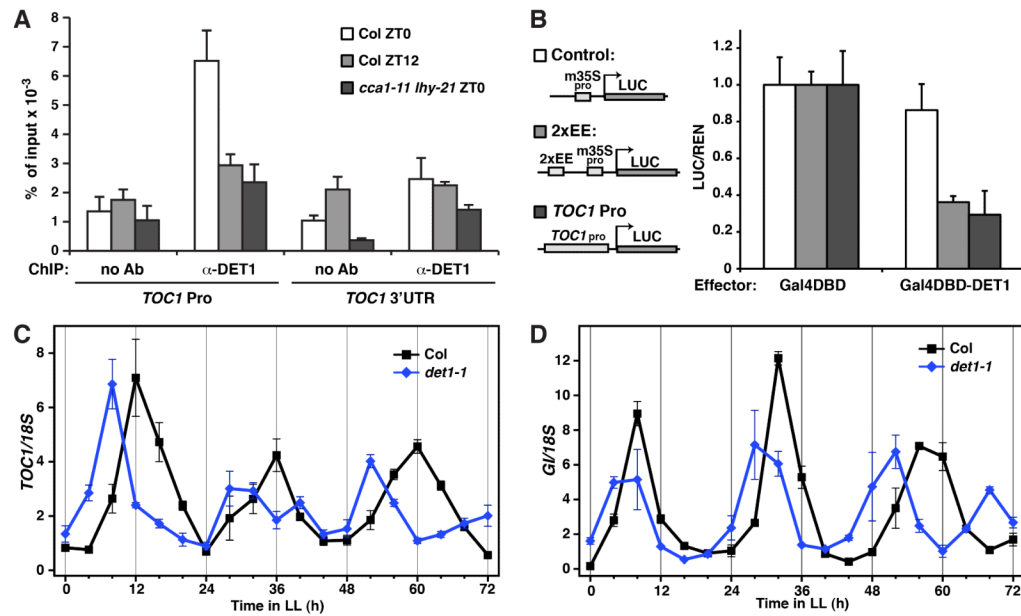 A
% of input x 10-3
8
7
6
5
4
3
2
1
0
Col ZT0
Col ZT12
cca1-11 lhy-21 ZT0
ChIP: no Ab α-DET1 no Ab α-DET1
TOC1 Pro TOC1 3'UTR
B
Control:
m35S
pro
LUC
2xEE:
2xEE m35S
pro
LUC
TOC1 Pro
TOC1 pro
LUC
LUC/REN
1.2
1.0
0.8
0.6
0.4
0.2
0
Effector: Gal4DBD Gal4DBD-DET1
C
TOC1/18S
8
6
4
2
0
Col
det1-1
0 12 24 36 48 60 72
Time in LL (h)
D
GI/18S
12
10
8
6
4
2
0
Col
det1-1
0 12 24 36 48 60 72
Time in LL (h)